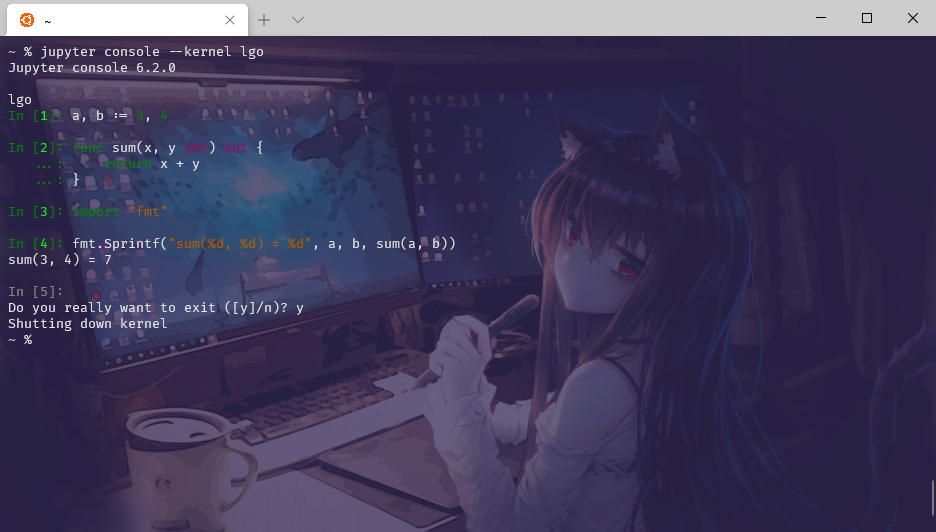 ~
~ % jupyter console --kernel lgo
Jupyter console 6.2.0
lgo
In [1]: a, b := 3, 4
In [2]: func sum(x, y int) int {
...: return x + y
...: }
In [3]: import "fmt"
In [4]: fmt.Sprintf("sum(%d, %d) = %d", a, b, sum(a, b))
sum(3, 4) = 7
In [5]:
Do you really want to exit ([y]/n)? y
Shutting down kernel
~ %